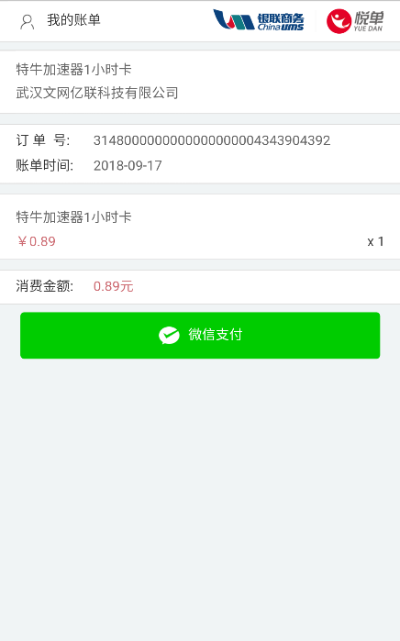 我的账单 银联商务 China ums 悦单 YUE DAN
特牛加速器1小时卡
武汉文网亿联科技有限公司
订 单 号: 31480000000000000000004343904392
账单时间: 2018-09-17
特牛加速器1小时卡
￥0.89 x 1
消费金额: 0.89元
微信支付